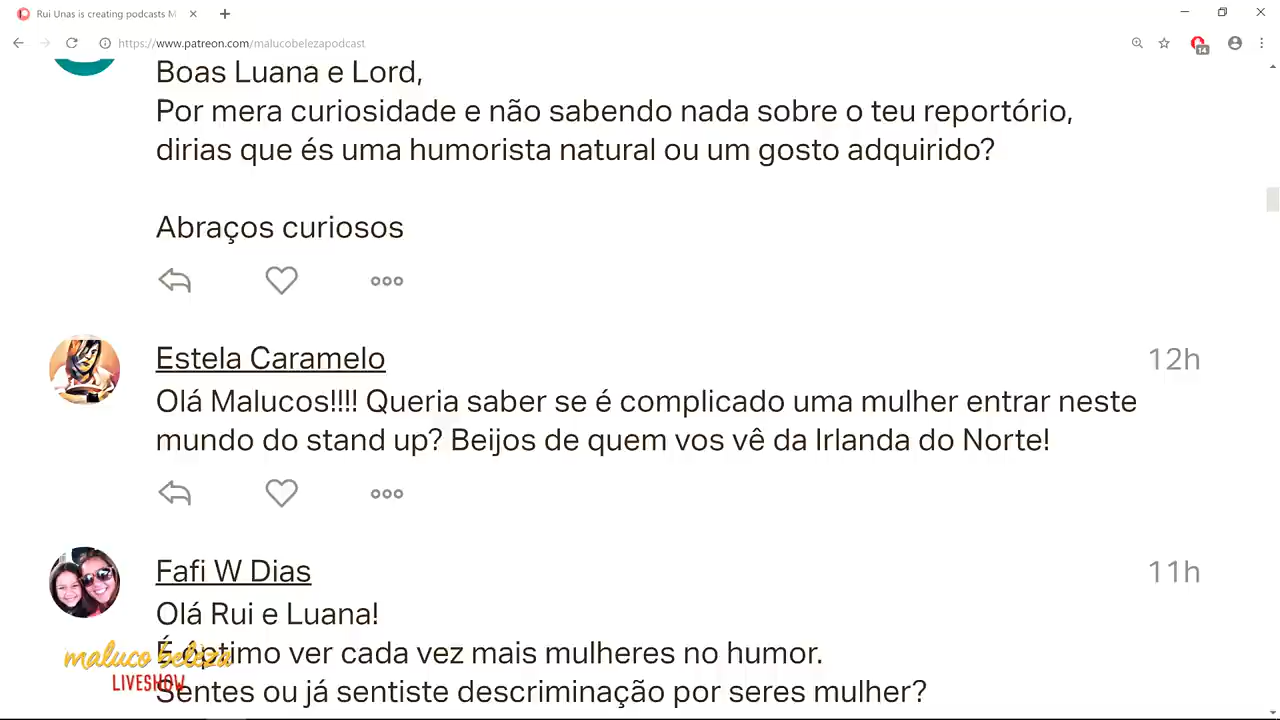 Rui Unas is creating podcasts M
https://www.patreon.com/malucobelezapodcast
14
Boas Luana e Lord,
Por mera curiosidade e não sabendo nada sobre o teu reportório,
dirias que és uma humorista natural ou um gosto adquirido?
Abraços curiosos
Estela Caramelo
12h
Olá Malucos!!!! Queria saber se é complicado uma mulher entrar neste
mundo do stand up? Beijos de quem vos vê da Irlanda do Norte!
Fafi W Dias
11h
Olá Rui e Luana!
É óptimo ver cada vez mais mulheres no humor.
Sentes ou já sentiste descriminação por seres mulher?
maluco beleza
LIVESHOW